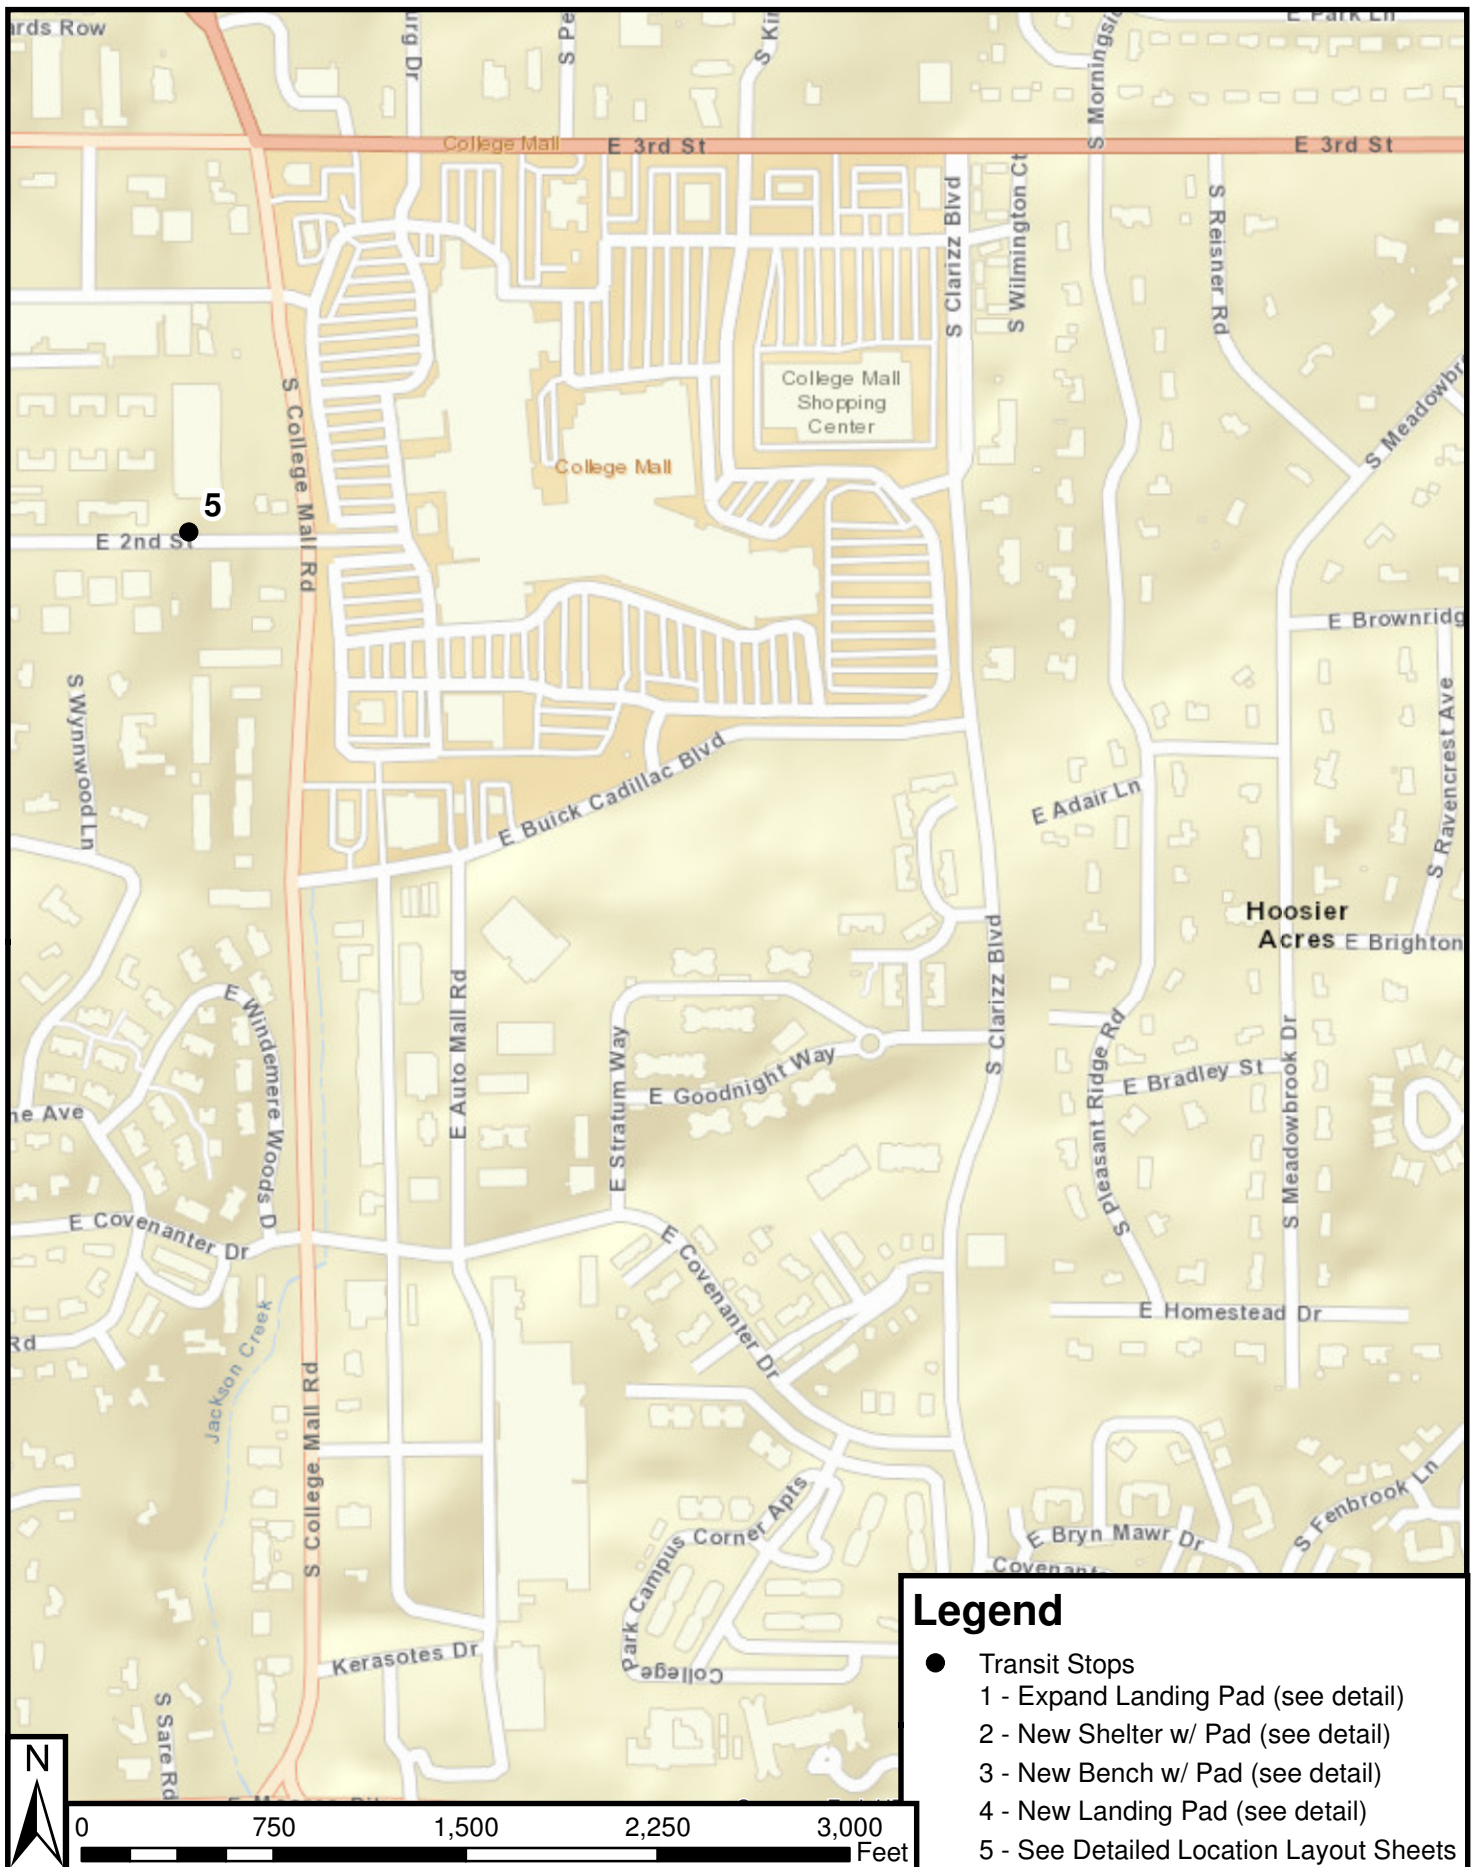 E Park Ln
E 3rd St
E 3rd St
College Mall
S Clarizz Blvd
S Wilmington Ct
S Reisner Rd
College Mall
Shopping
Center
S College Mall Rd
College Mall
5
E 2nd St
S Wynnwood Ln
E Buick Cadillac Blvd
E Adair Ln
S Ravencrest Ave
Hoosier
Acres
E Brighton
E Windemere Woods D
E Auto Mall Rd
E Stratum Way
E Goodnight Way
S Clarizz Blvd
S Pleasant Ridge Rd
E Bradley St
S Meadowbrook Dr
E Covenanter Dr
E Covenanter Dr
E Homestead Dr
Rd
Jackson Creek
S College Mall Rd
Park Campus Corner Apts
College
E Bryn Mawr Dr
S Fenbrook Ln
Kerasotes Dr
S Sare Rd
Legend
Transit Stops
1 - Expand Landing Pad (see detail)
2 - New Shelter w/ Pad (see detail)
3 - New Bench w/ Pad (see detail)
4 - New Landing Pad (see detail)
5 - See Detailed Location Layout Sheets
N
0 750 1,500 2,250 3,000
Feet